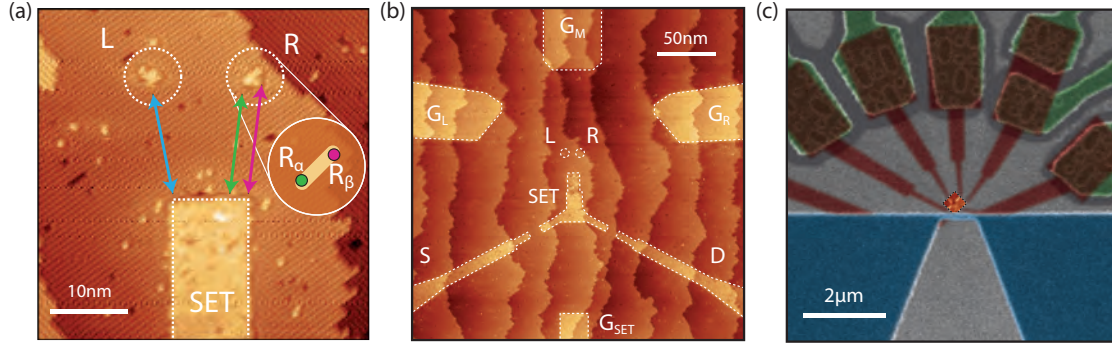 (a)
L
R
Rα
Rβ
SET
10nm
(b)
GM
50nm
GL
GR
L
R
SET
S
D
GSET
(c)
2μm